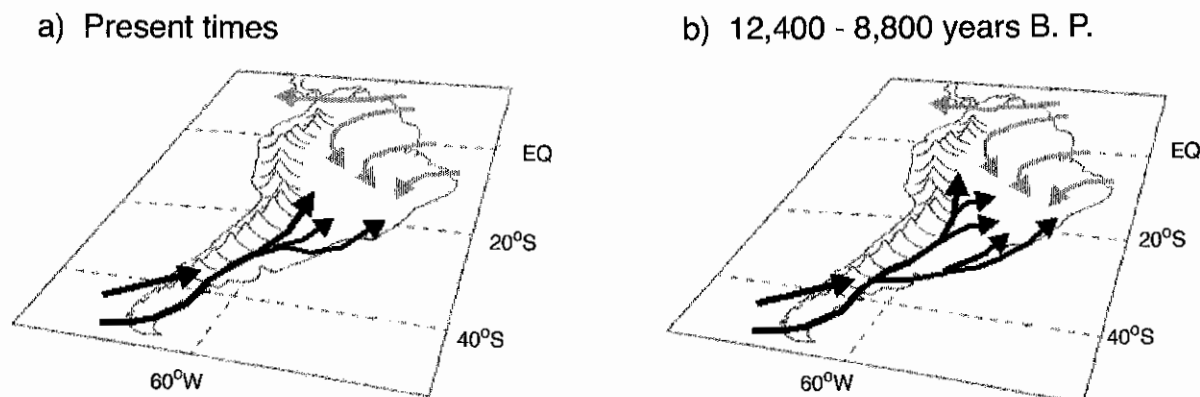 a) Present times
EQ
20°S
40°S
60°W
b) 12,400 - 8,800 years B. P.
EQ
20°S
40°S
60°W